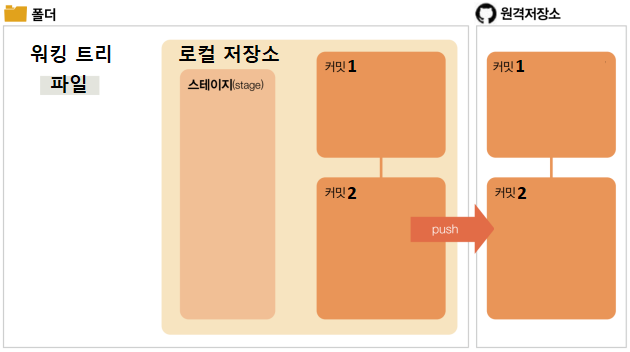 폴더
워킹 트리
파일
로컬 저장소
스테이지(stage)
커밋1
커밋2
push
원격저장소
커밋1
커밋2